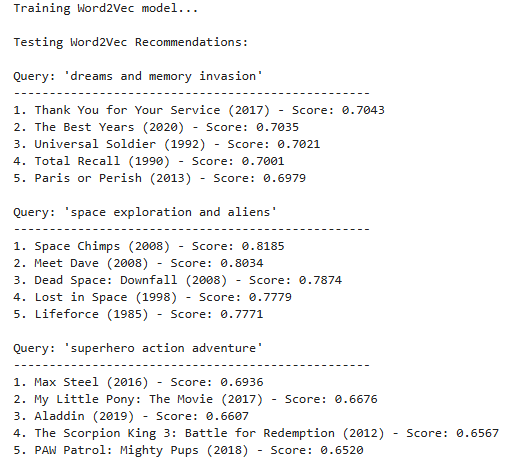 Training Word2Vec model...
Testing Word2Vec Recommendations:
Query: 'dreams and memory invasion'
--------------------------------------------------
1. Thank You for Your Service (2017) - Score: 0.7043
2. The Best Years (2020) - Score: 0.7035
3. Universal Soldier (1992) - Score: 0.7021
4. Total Recall (1990) - Score: 0.7001
5. Paris or Perish (2013) - Score: 0.6979
Query: 'space exploration and aliens'
--------------------------------------------------
1. Space Chimps (2008) - Score: 0.8185
2. Meet Dave (2008) - Score: 0.8034
3. Dead Space: Downfall (2008) - Score: 0.7874
4. Lost in Space (1998) - Score: 0.7779
5. Lifeforce (1985) - Score: 0.7771
Query: 'superhero action adventure'
--------------------------------------------------
1. Max Steel (2016) - Score: 0.6936
2. My Little Pony: The Movie (2017) - Score: 0.6676
3. Aladdin (2019) - Score: 0.6607
4. The Scorpion King 3: Battle for Redemption (2012) - Score: 0.6567
5. PAW Patrol: Mighty Pups (2018) - Score: 0.6520